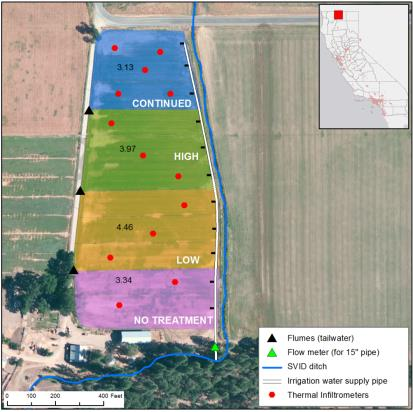 3.13
CONTINUED
3.97
HIGH
4.46
LOW
3.34
NO TREATMENT
Flumes (tailwater)
Flow meter (for 15" pipe)
SVID ditch
Irrigation water supply pipe
Thermal Infiltrometers
0 100 200 400 Feet